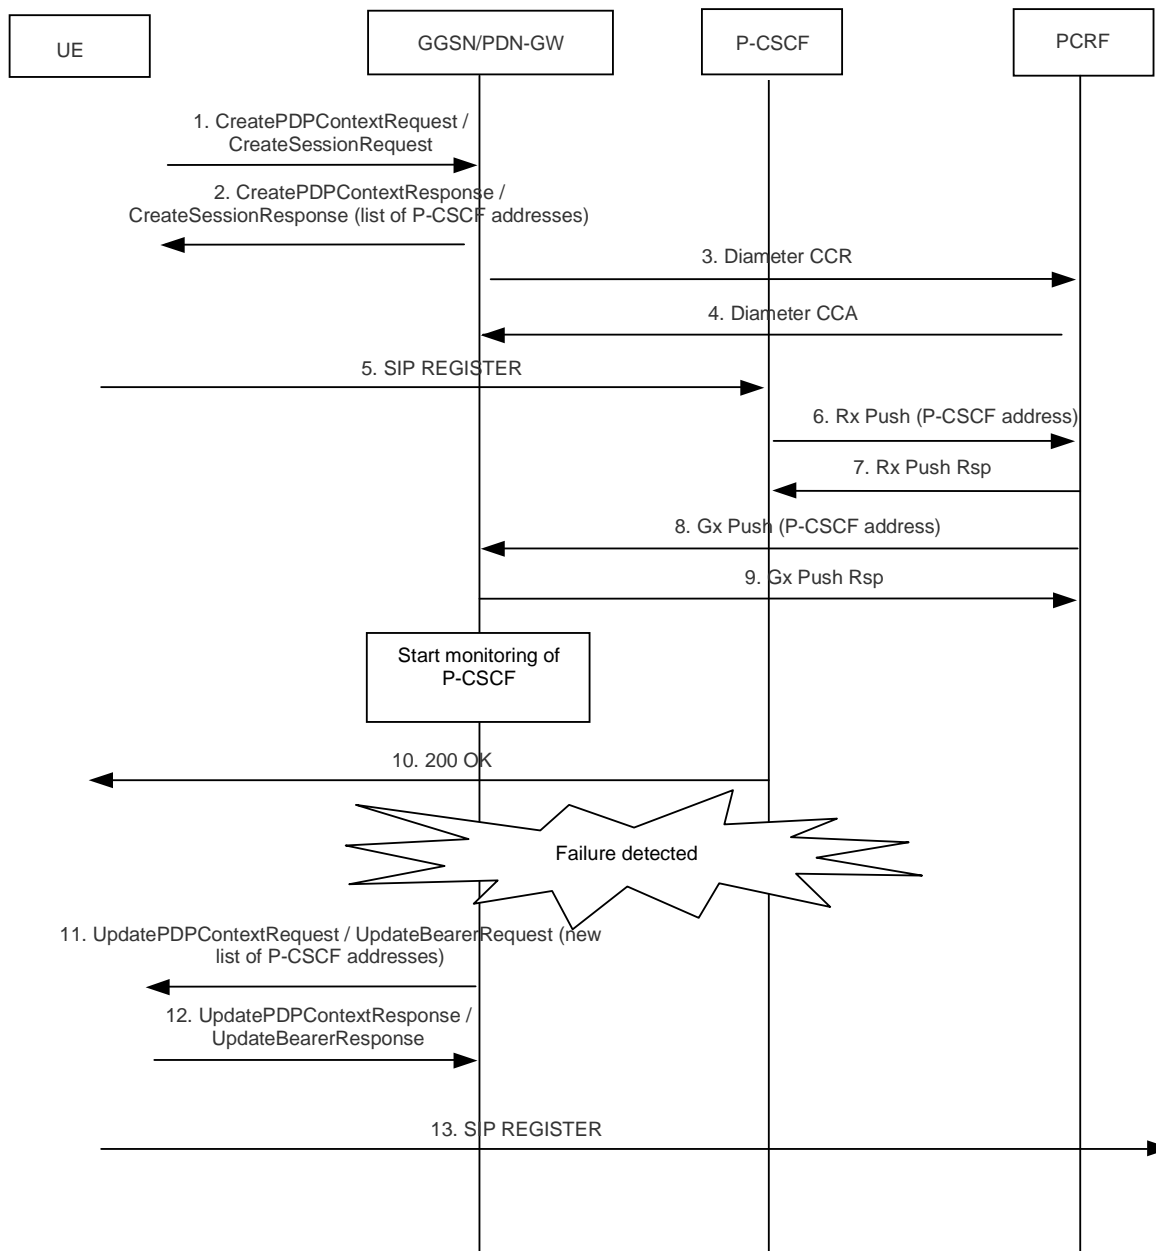 UE
GGSN/PDN-GW
P-CSCF
PCRF
1. CreatePDPContextRequest /
CreateSessionRequest
2. CreatePDPContextResponse /
CreateSessionResponse (list of P-CSCF addresses)
3. Diameter CCR
4. Diameter CCA
5. SIP REGISTER
6. Rx Push (P-CSCF address)
7. Rx Push Rsp
8. Gx Push (P-CSCF address)
9. Gx Push Rsp
Start monitoring of
P-CSCF
10. 200 OK
Failure detected
11. UpdatePDPContextRequest / UpdateBearerRequest (new
list of P-CSCF addresses)
12. UpdatePDPContextResponse /
UpdateBearerResponse
13. SIP REGISTER